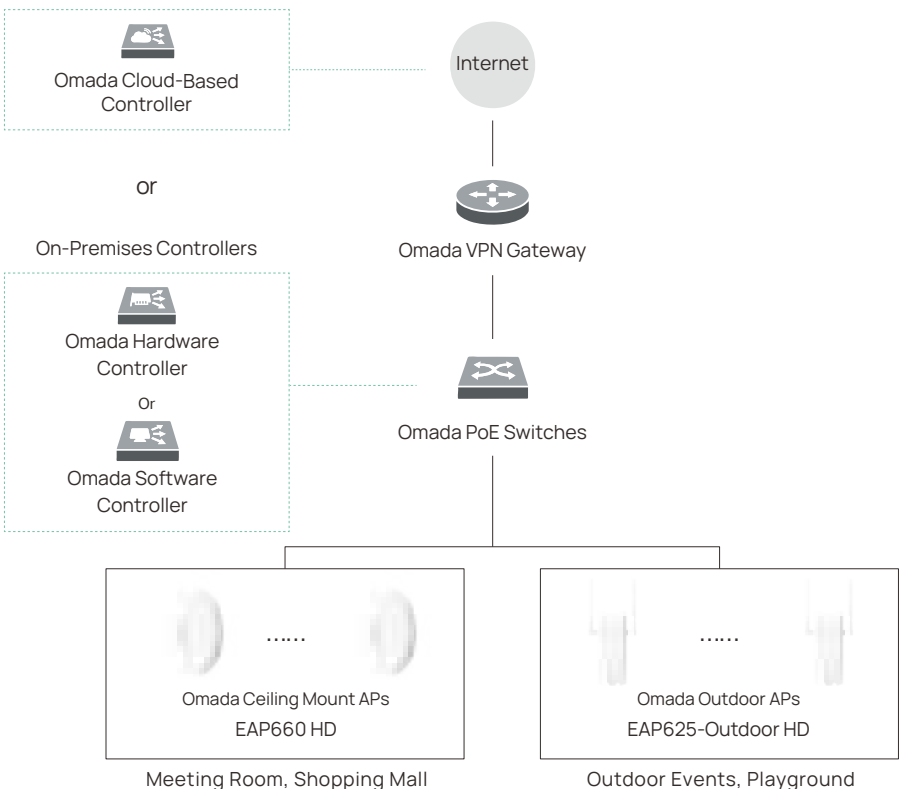 Omada Cloud-Based
Controller
or
On-Premises Controllers
Omada Hardware
Controller
Or
Omada Software
Controller
Internet
Omada VPN Gateway
Omada PoE Switches
......
Omada Ceiling Mount APs
EAP660 HD
Meeting Room, Shopping Mall
......
Omada Outdoor APs
EAP625-Outdoor HD
Outdoor Events, Playground